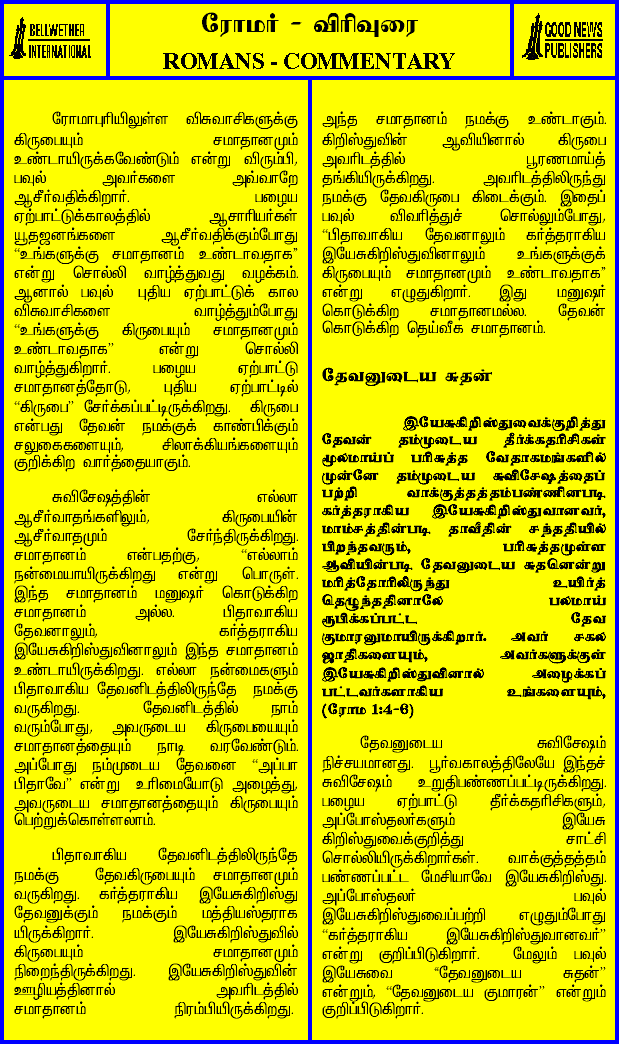 BELLWETHER
INTERNATIONAL
ரோமர் - விரிவுரை
ROMANS - COMMENTARY
GOOD NEWS
PUBLISHERS
ரோமாபுரியிலுள்ள விசுவாசிகளுக்கு
கிருபையும் சமாதானமும்
உண்டாயிருக்கவேண்டும் என்று விரும்பி,
பவுல் அவர்களை அவ்வாறே
ஆசீர்வதிக்கிறார். பழைய
ஏற்பாட்டுக்காலத்தில் ஆசாரியர்கள்
யூதஜனங்களை ஆசீர்வதிக்கும்போது
“உங்களுக்கு சமாதானம் உண்டாவதாக”
என்று சொல்லி வாழ்த்துவது வழக்கம்.
ஆனால் பவுல் புதிய ஏற்பாட்டுக் கால
விசுவாசிகளை வாழ்த்தும்போது
“உங்களுக்கு கிருபையும் சமாதானமும்
உண்டாவதாக” என்று சொல்லி
வாழ்த்துகிறார். பழைய ஏற்பாட்டு
சமாதானத்தோடு, புதிய ஏற்பாட்டில்
“கிருபை” சேர்க்கப்பட்டிருக்கிறது. கிருபை
என்பது தேவன் நமக்குக் காண்பிக்கும்
சலுகைகளையும், சிலாக்கியங்களையும்
குறிக்கிற வார்த்தையாகும்.
சுவிசேஷத்தின் எல்லா
ஆசீர்வாதங்களிலும், கிருபையின்
ஆசீர்வாதமும் சேர்ந்திருக்கிறது.
சமாதானம் என்பதற்கு, “எல்லாம்
நன்மையாயிருக்கிறது என்று பொருள்.
இந்த சமாதானம் மனுஷர் கொடுக்கிற
சமாதானம் அல்ல. பிதாவாகிய
தேவனாலும், கர்த்தராகிய
இயேசுகிறிஸ்துவினாலும் இந்த சமாதானம்
உண்டாயிருக்கிறது. எல்லா நன்மைகளும்
பிதாவாகிய தேவனிடத்திலிருந்தே நமக்கு
வருகிறது. தேவனிடத்தில் நாம்
வரும்போது, அவருடைய கிருபையையும்
சமாதானத்தையும் நாடி வரவேண்டும்.
அப்போது நம்முடைய தேவனை “அப்பா
பிதாவே” என்று உரிமையோடு அழைத்து,
அவருடைய சமாதானத்தையும் கிருபையும்
பெற்றுக்கொள்ளலாம்.
பிதாவாகிய தேவனிடத்திலிருந்தே
நமக்கு தேவகிருபையும் சமாதானமும்
வருகிறது. கர்த்தராகிய இயேசுகிறிஸ்து
தேவனுக்கும் நமக்கும் மத்தியஸ்தராக
யிருக்கிறார். இயேசுகிறிஸ்துவில்
கிருபையும் சமாதானமும்
நிறைந்திருக்கிறது. இயேசுகிறிஸ்துவின்
ஊழியத்தினால் அவரிடத்தில்
சமாதானம் நிரம்பியிருக்கிறது.
அந்த சமாதானம் நமக்கு உண்டாகும்.
கிறிஸ்துவின் ஆவியினால் கிருபை
அவரிடத்தில் பூரணமாய்த்
தங்கியிருக்கிறது. அவரிடத்திலிருந்து
நமக்கு தேவகிருபை கிடைக்கும். இதைப்
பவுல் விவரித்துச் சொல்லும்போது,
“பிதாவாகிய தேவனாலும் கர்த்தராகிய
இயேசுகிறிஸ்துவினாலும் உங்களுக்குக்
கிருபையும் சமாதானமும் உண்டாவதாக”
என்று எழுதுகிறார். இது மனுஷர்
கொடுக்கிற சமாதானமல்ல. தேவன்
கொடுக்கிற தெய்வீக சமாதானம்.
தேவனுடைய சுதன்
இயேசுகிறிஸ்துவைக்குறித்து
தேவன் தம்முடைய தீர்க்கதரிசிகள்
மூலமாய்ப் பரிசுத்த வேதாகமங்களில்
முன்னே தம்முடைய சுவிசேஷத்தைப்
பற்றி வாக்குத்தத்தம்பண்ணினபடி
கர்த்தராகிய இயேசுகிறிஸ்துவானவர்,
மாம்சத்தின்படி தாவீதின் சந்ததியில்
பிறந்தவரும், பரிசுத்தமுள்ள
ஆவியின்படி தேவனுடைய சுதனென்று
மரித்தோரிலிருந்து உயிர்த்
தெழுந்ததினாலே பலமாய்
ரூபிக்கப்பட்ட தேவ
குமாரனுமாயிருக்கிறார். அவர் சகல
ஜாதிகளையும், அவர்களுக்குள்
இயேசுகிறிஸ்துவினால் அழைக்கப்
பட்டவர்களாகிய உங்களையும்,
(ரோம 1:4-6)
தேவனுடைய சுவிசேஷம்
நிச்சயமானது. பூர்வகாலத்திலேயே இந்தச்
சுவிசேஷம் உறுதிபண்ணப்பட்டிருக்கிறது.
பழைய ஏற்பாட்டு தீர்க்கதரிசிகளும்,
அப்போஸ்தலர்களும் இயேசு
கிறிஸ்துவைக்குறித்து சாட்சி
சொல்லியிருக்கிறார்கள். வாக்குத்தத்தம்
பண்ணப்பட்ட மேசியாவே இயேசுகிறிஸ்து.
அப்போஸ்தலர் பவுல்
இயேசுகிறிஸ்துவைப்பற்றி எழுதும்போது
“கர்த்தராகிய இயேசுகிறிஸ்துவானவர்”
என்று குறிப்பிடுகிறார். மேலும் பவுல்
இயேசுவை “தேவனுடைய சுதன்”
என்றும், “தேவனுடைய குமாரன்” என்றும்
குறிப்பிடுகிறார்.